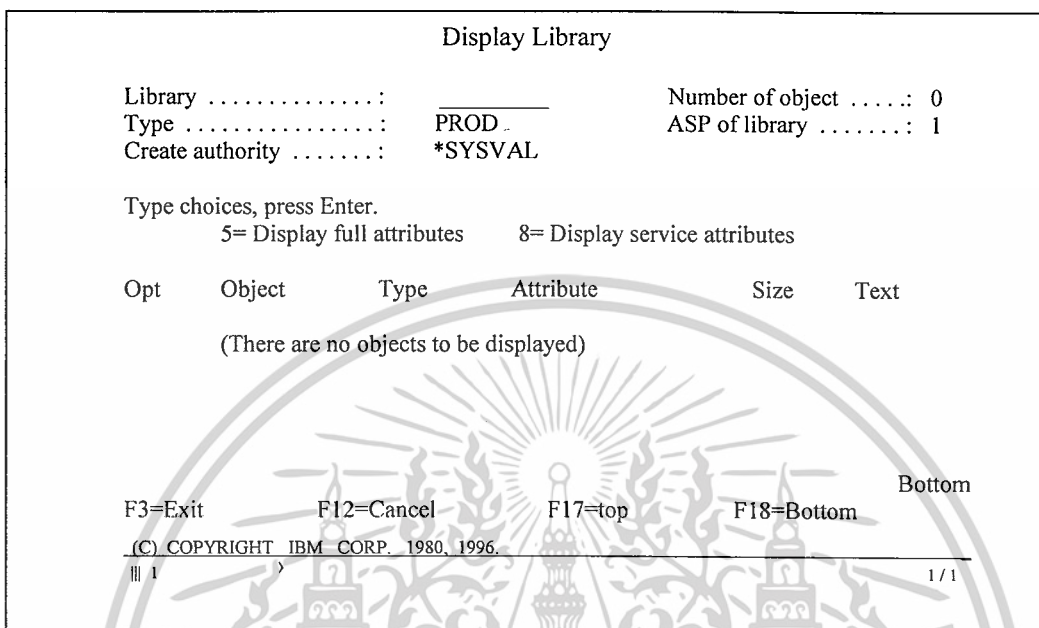 Display Library
Library . . . . . . . . . . . . . . . : __________ Number of object . . . . .: 0
Type . . . . . . . . . . . . . . . . . : PROD ASP of library . . . . . . . : 1
Create authority . . . . . . . : *SYSVAL
Type choices, press Enter.
5= Display full attributes 8= Display service attributes
Opt Object Type Attribute Size Text
(There are no objects to be displayed)
Bottom
F3=Exit F12=Cancel F17=top F18=Bottom
(C) COPYRIGHT IBM CORP. 1980, 1996.
1 1 / 1